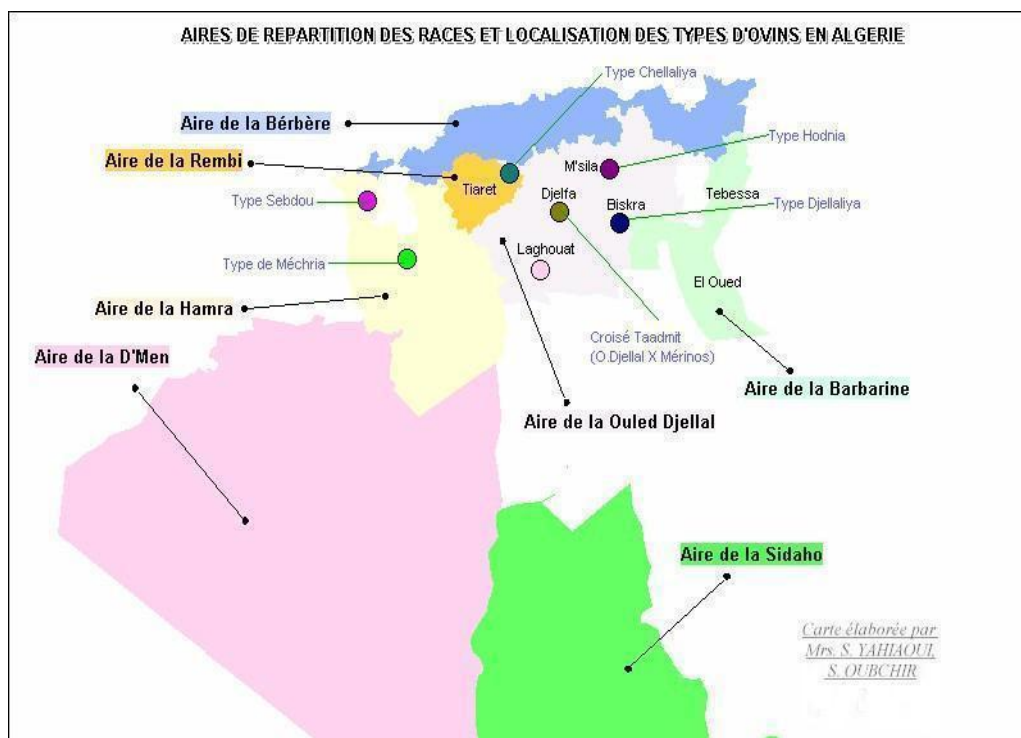 AIRES DE REPARTITION DES RACES ET LOCALISATION DES TYPES D'OVINS EN ALGERIE
Type Chellaliya
Aire de la Bérbère
Type Hodnia
Aire de la Rembi
M'sila
Tiaret
Djelfa
Tebessa
Type Sebdou
Biskra
Type Djellaliya
Laghouat
Type de Méchria
El Oued
Aire de la Hamra
Croisé Taadmit
(O.Djellal X Mérinos)
Aire de la D'Men
Aire de la Barbarine
Aire de la Ouled Djellal
Aire de la Sidaho
Carte élaborée par
Mrs. S. YAHIAOUI,
S. OUBCHIR